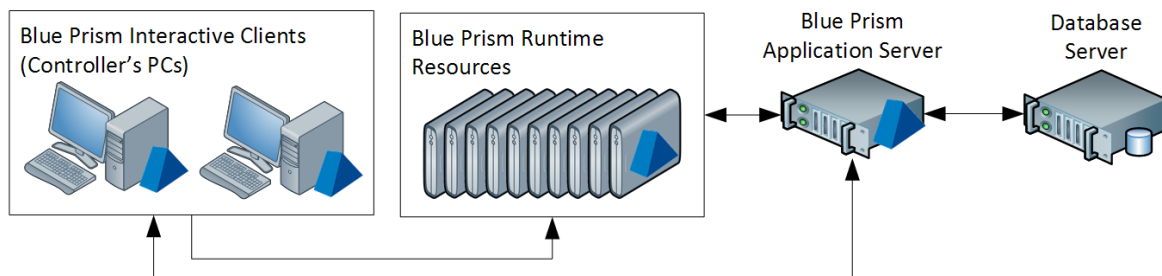 Blue Prism Interactive Clients
(Controller's PCs)
Blue Prism Runtime
Resources
Blue Prism
Application Server
Database
Server